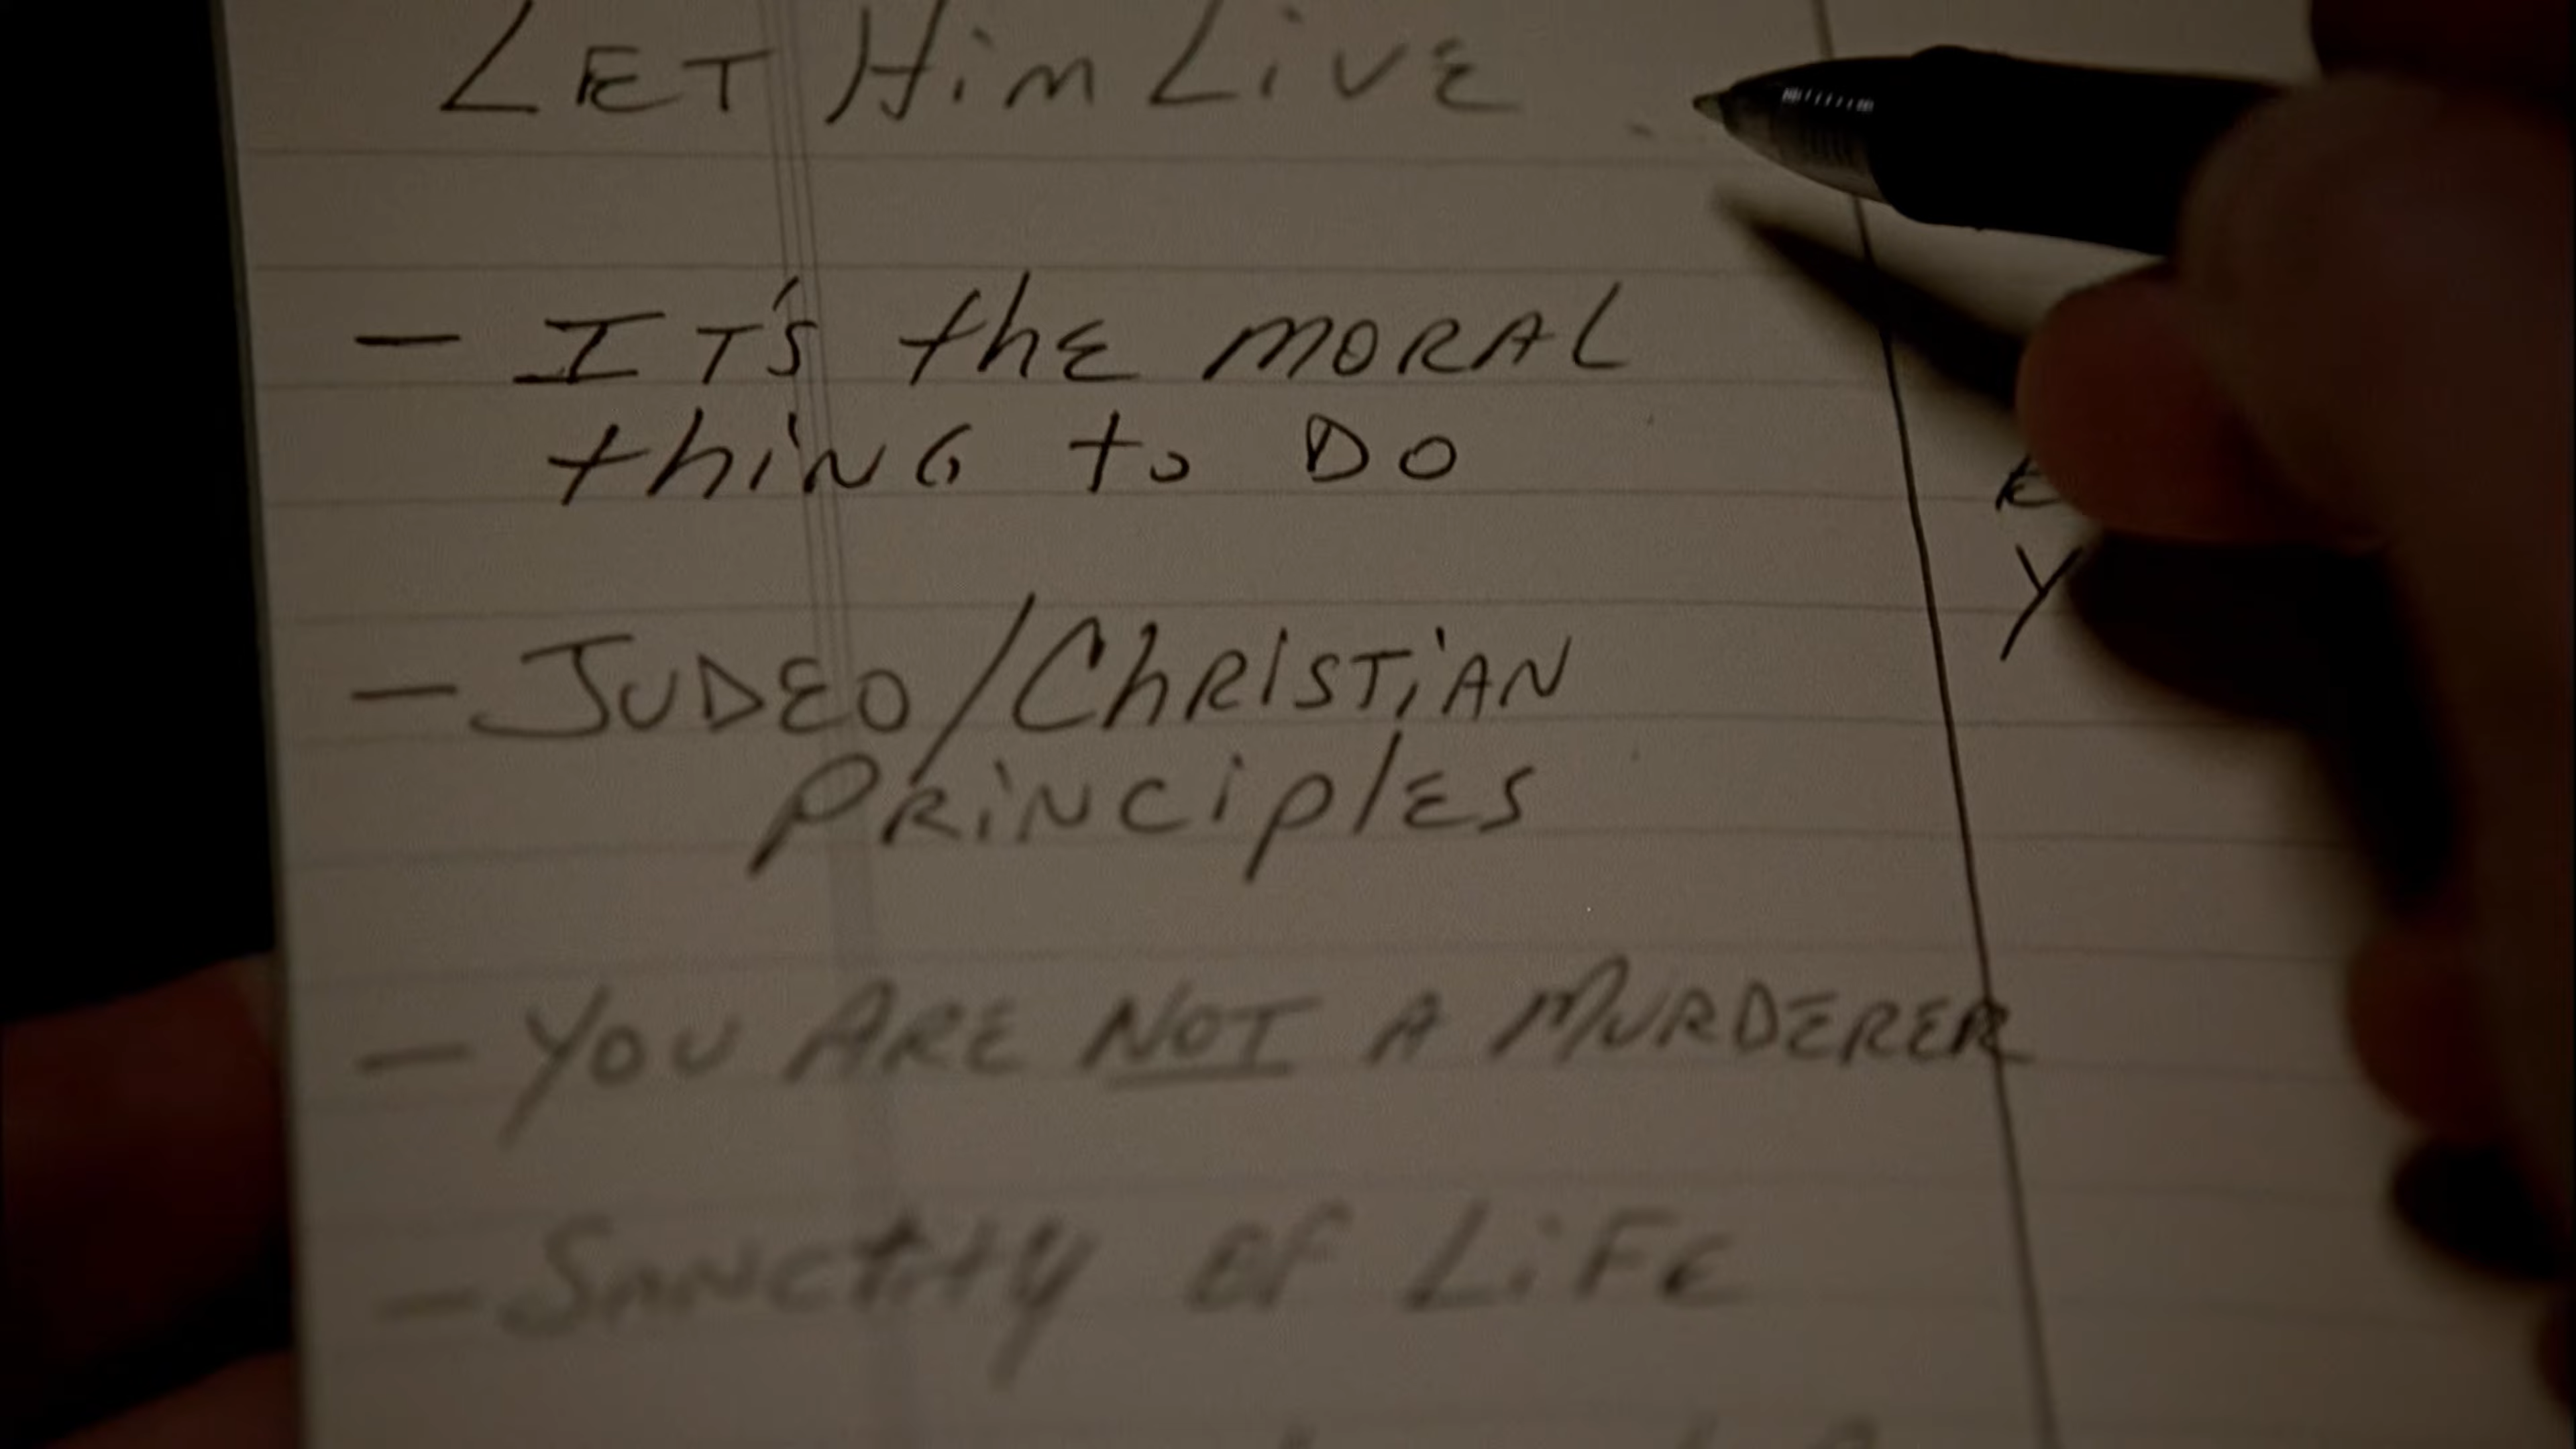 LET HiM LiVE
- IT'S thE MORAL
thiNG to DO
- JUDEO/ChRiSTiAN
PRiNCiplES
- YOU ARE NOT A MURDERER
- SANCtity OF LiFE
E
Y